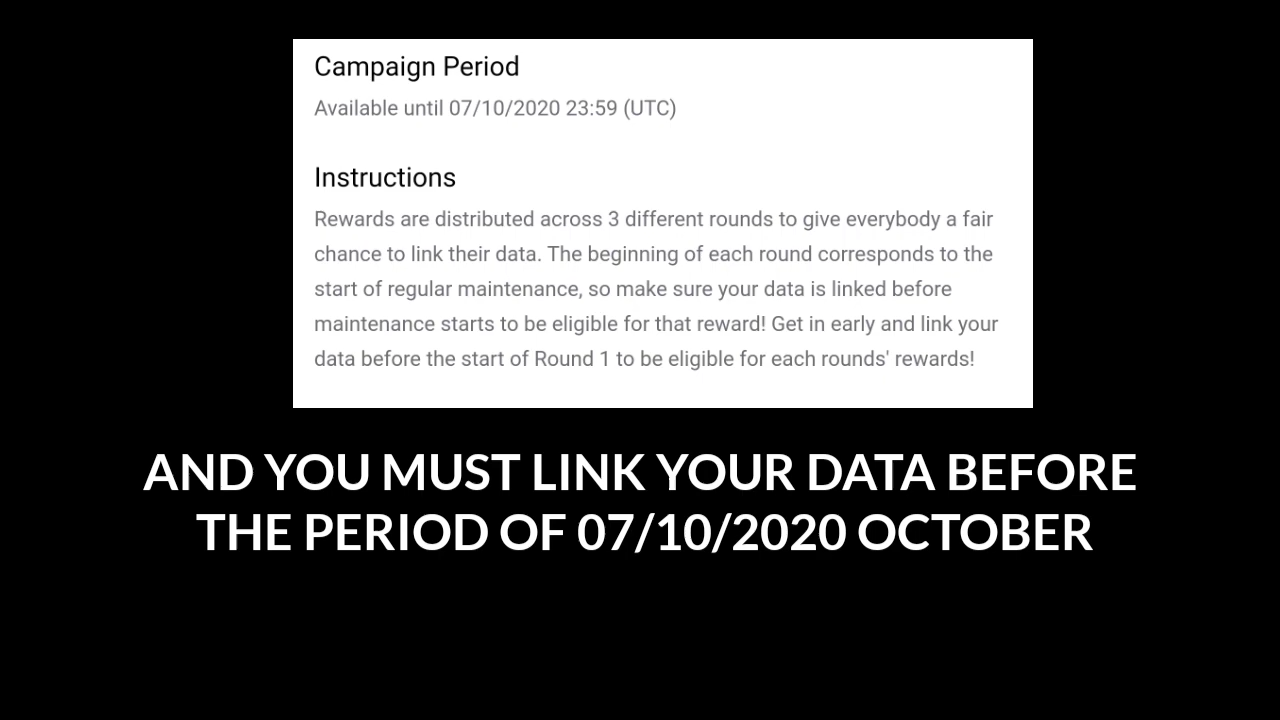 Campaign Period
Available until 07/10/2020 23:59 (UTC)
Instructions
Rewards are distributed across 3 different rounds to give everybody a fair
chance to link their data. The beginning of each round corresponds to the
start of regular maintenance, so make sure your data is linked before
maintenance starts to be eligible for that reward! Get in early and link your
data before the start of Round 1 to be eligible for each rounds' rewards!
AND YOU MUST LINK YOUR DATA BEFORE
THE PERIOD OF 07/10/2020 OCTOBER